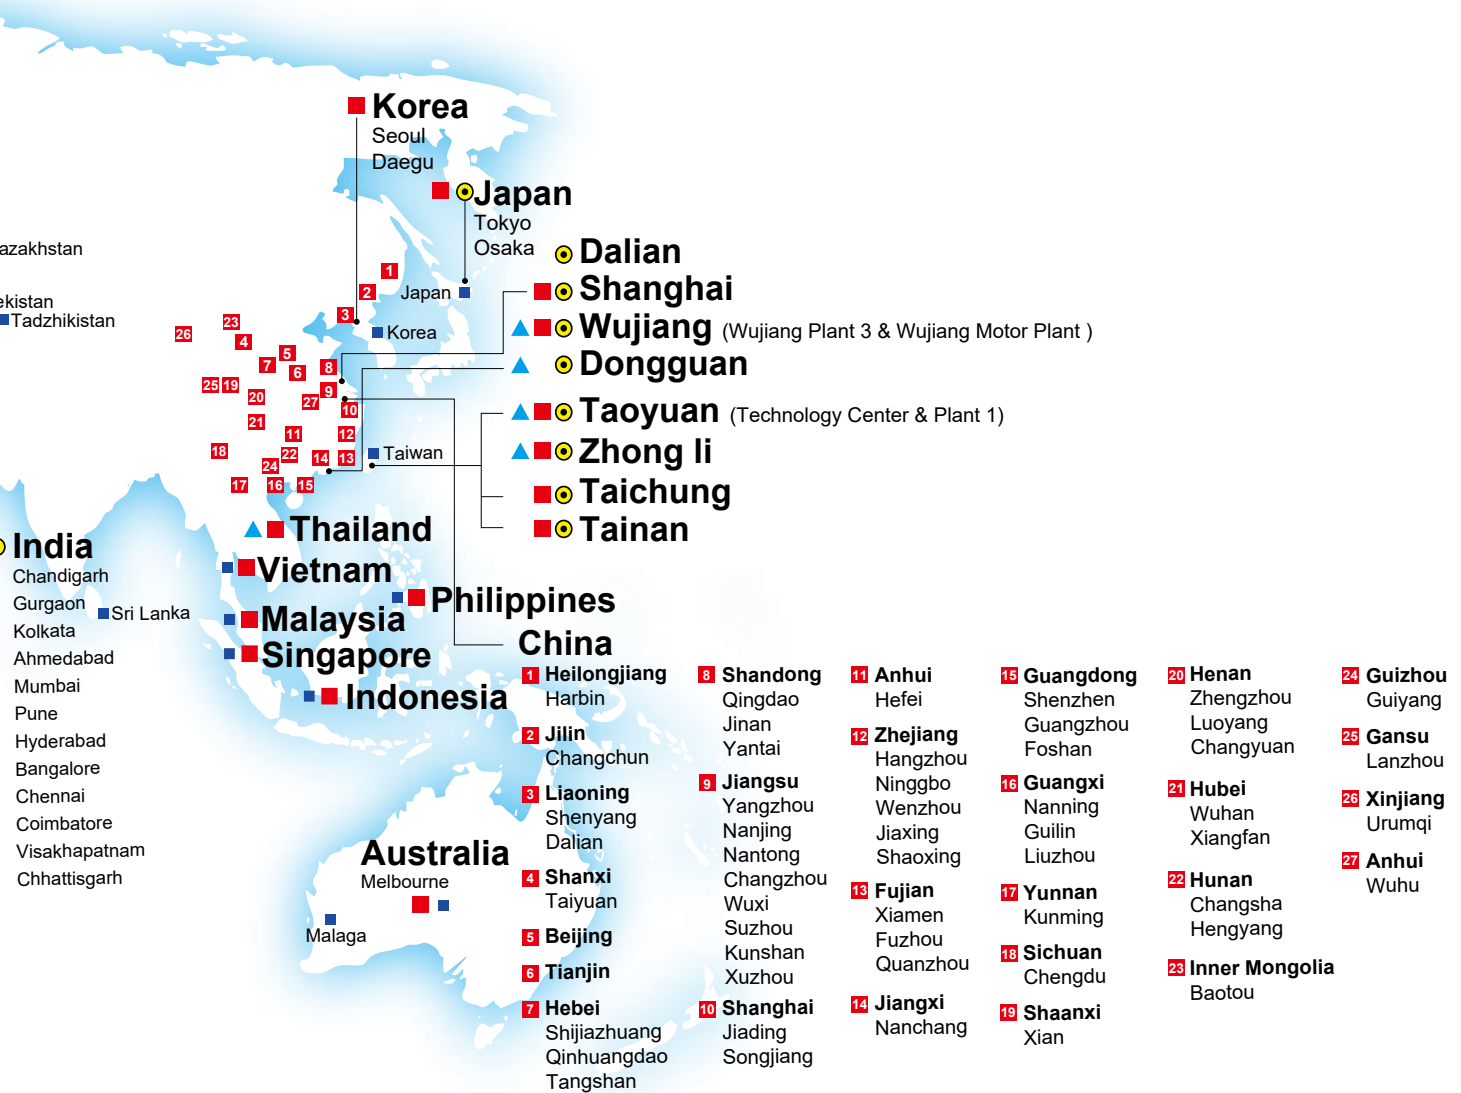 Korea
Seoul
Daegu
Japan
Tokyo
Osaka
azakhstan
ekistan
Tadzhikistan
Japan
Korea
Taiwan
Dalian
Shanghai
Wujiang (Wujiang Plant 3 & Wujiang Motor Plant )
Dongguan
Taoyuan (Technology Center & Plant 1)
Zhong li
Taichung
Tainan
1
2
3
26
23
4
5
7
6
8
25 19
9
20
27
10
21
11
12
18
22
14
13
24
17
16
15
Thailand
Vietnam
Philippines
Malaysia
Singapore
Indonesia
India
Chandigarh
Gurgaon
Kolkata
Ahmedabad
Mumbai
Pune
Hyderabad
Bangalore
Chennai
Coimbatore
Visakhapatnam
Chhattisgarh
Sri Lanka
Australia
Melbourne
Malaga
China
1 Heilongjiang
Harbin
2 Jilin
Changchun
3 Liaoning
Shenyang
Dalian
4 Shanxi
Taiyuan
5 Beijing
6 Tianjin
7 Hebei
Shijiazhuang
Qinhuangdao
Tangshan
8 Shandong
Qingdao
Jinan
Yantai
9 Jiangsu
Yangzhou
Nanjing
Nantong
Changzhou
Wuxi
Suzhou
Kunshan
Xuzhou
10 Shanghai
Jiading
Songjiang
11 Anhui
Hefei
12 Zhejiang
Hangzhou
Ninggbo
Wenzhou
Jiaxing
Shaoxing
13 Fujian
Xiamen
Fuzhou
Quanzhou
14 Jiangxi
Nanchang
15 Guangdong
Shenzhen
Guangzhou
Foshan
16 Guangxi
Nanning
Guilin
Liuzhou
17 Yunnan
Kunming
18 Sichuan
Chengdu
19 Shaanxi
Xian
20 Henan
Zhengzhou
Luoyang
Changyuan
21 Hubei
Wuhan
Xiangfan
22 Hunan
Changsha
Hengyang
23 Inner Mongolia
Baotou
24 Guizhou
Guiyang
25 Gansu
Lanzhou
26 Xinjiang
Urumqi
27 Anhui
Wuhu